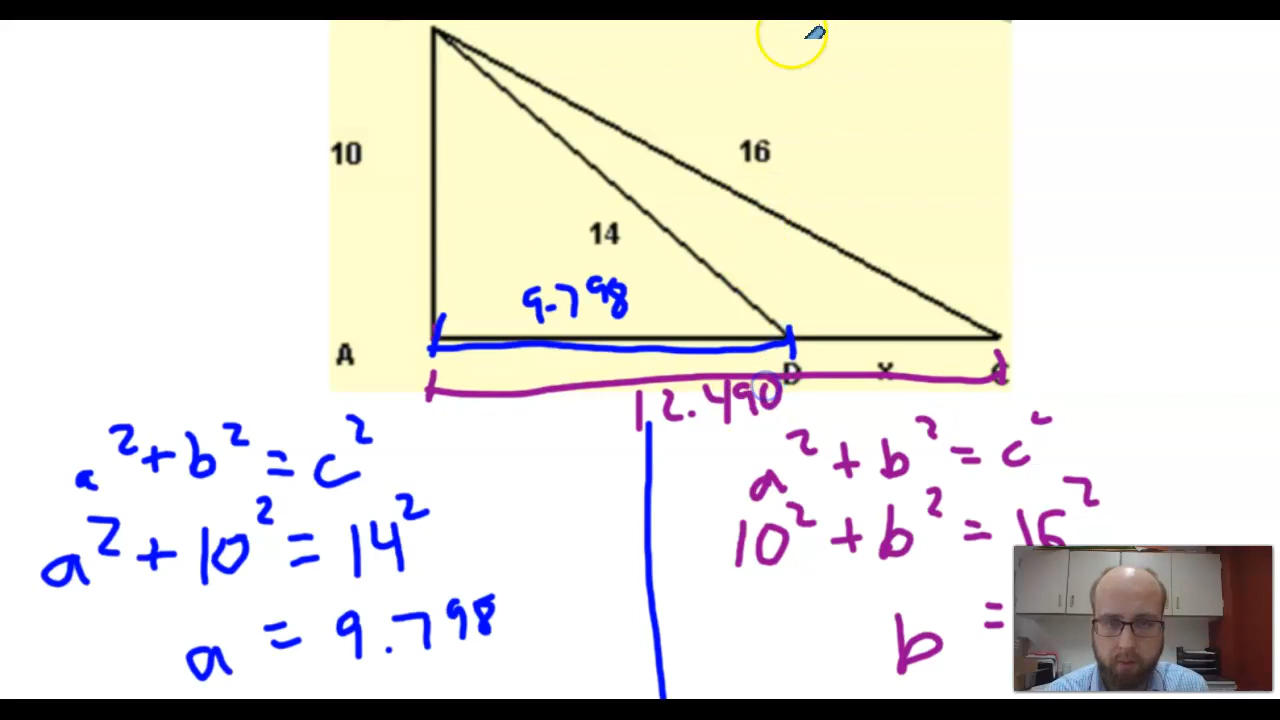 10
16
14
9.798
A
D
X
C
12.490
a² + b² = c²
a² + 10² = 14²
a = 9.798
a² + b² = c²
10² + b² = 16²
b =